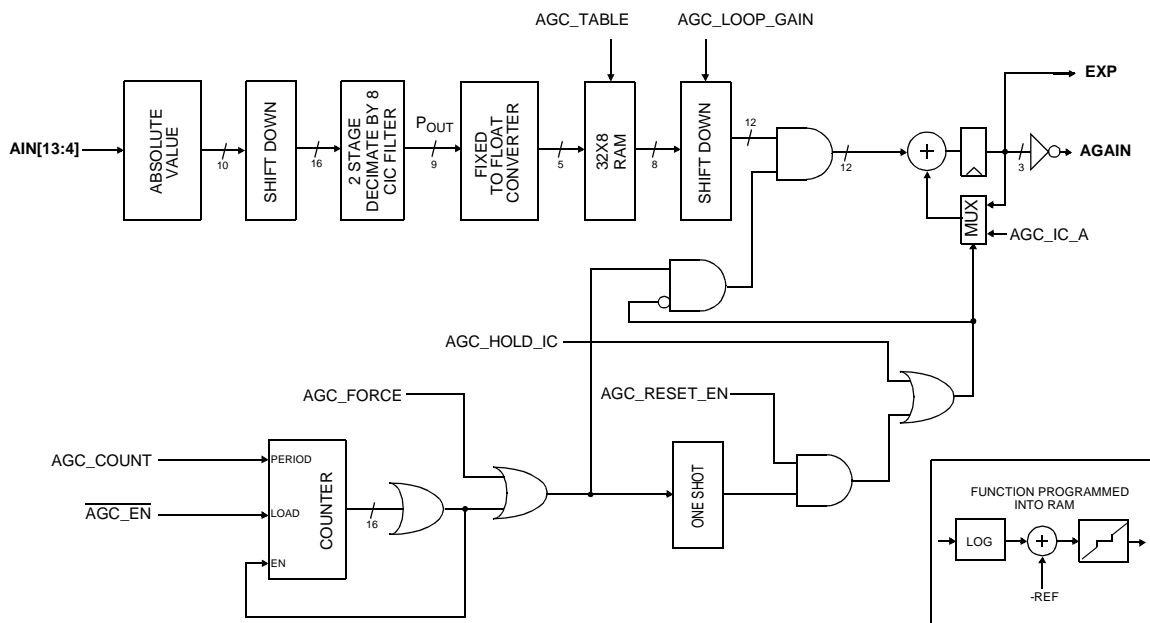 AGC_TABLE
AGC_LOOP_GAIN
AIN[13:4]
ABSOLUTE
VALUE
10
SHIFT DOWN
16
2 STAGE
DECIMATE BY 8
CIC FILTER
POUT
9
FIXED
TO FLOAT
CONVERTER
5
32X8
RAM
8
SHIFT DOWN
12
12
EXP
3
AGAIN
MUX
AGC_IC_A
AGC_HOLD_IC
AGC_FORCE
AGC_RESET_EN
AGC_COUNT
PERIOD
AGC_EN
LOAD
EN
COUNTER
16
ONE SHOT
FUNCTION PROGRAMMED
INTO RAM
LOG
-REF